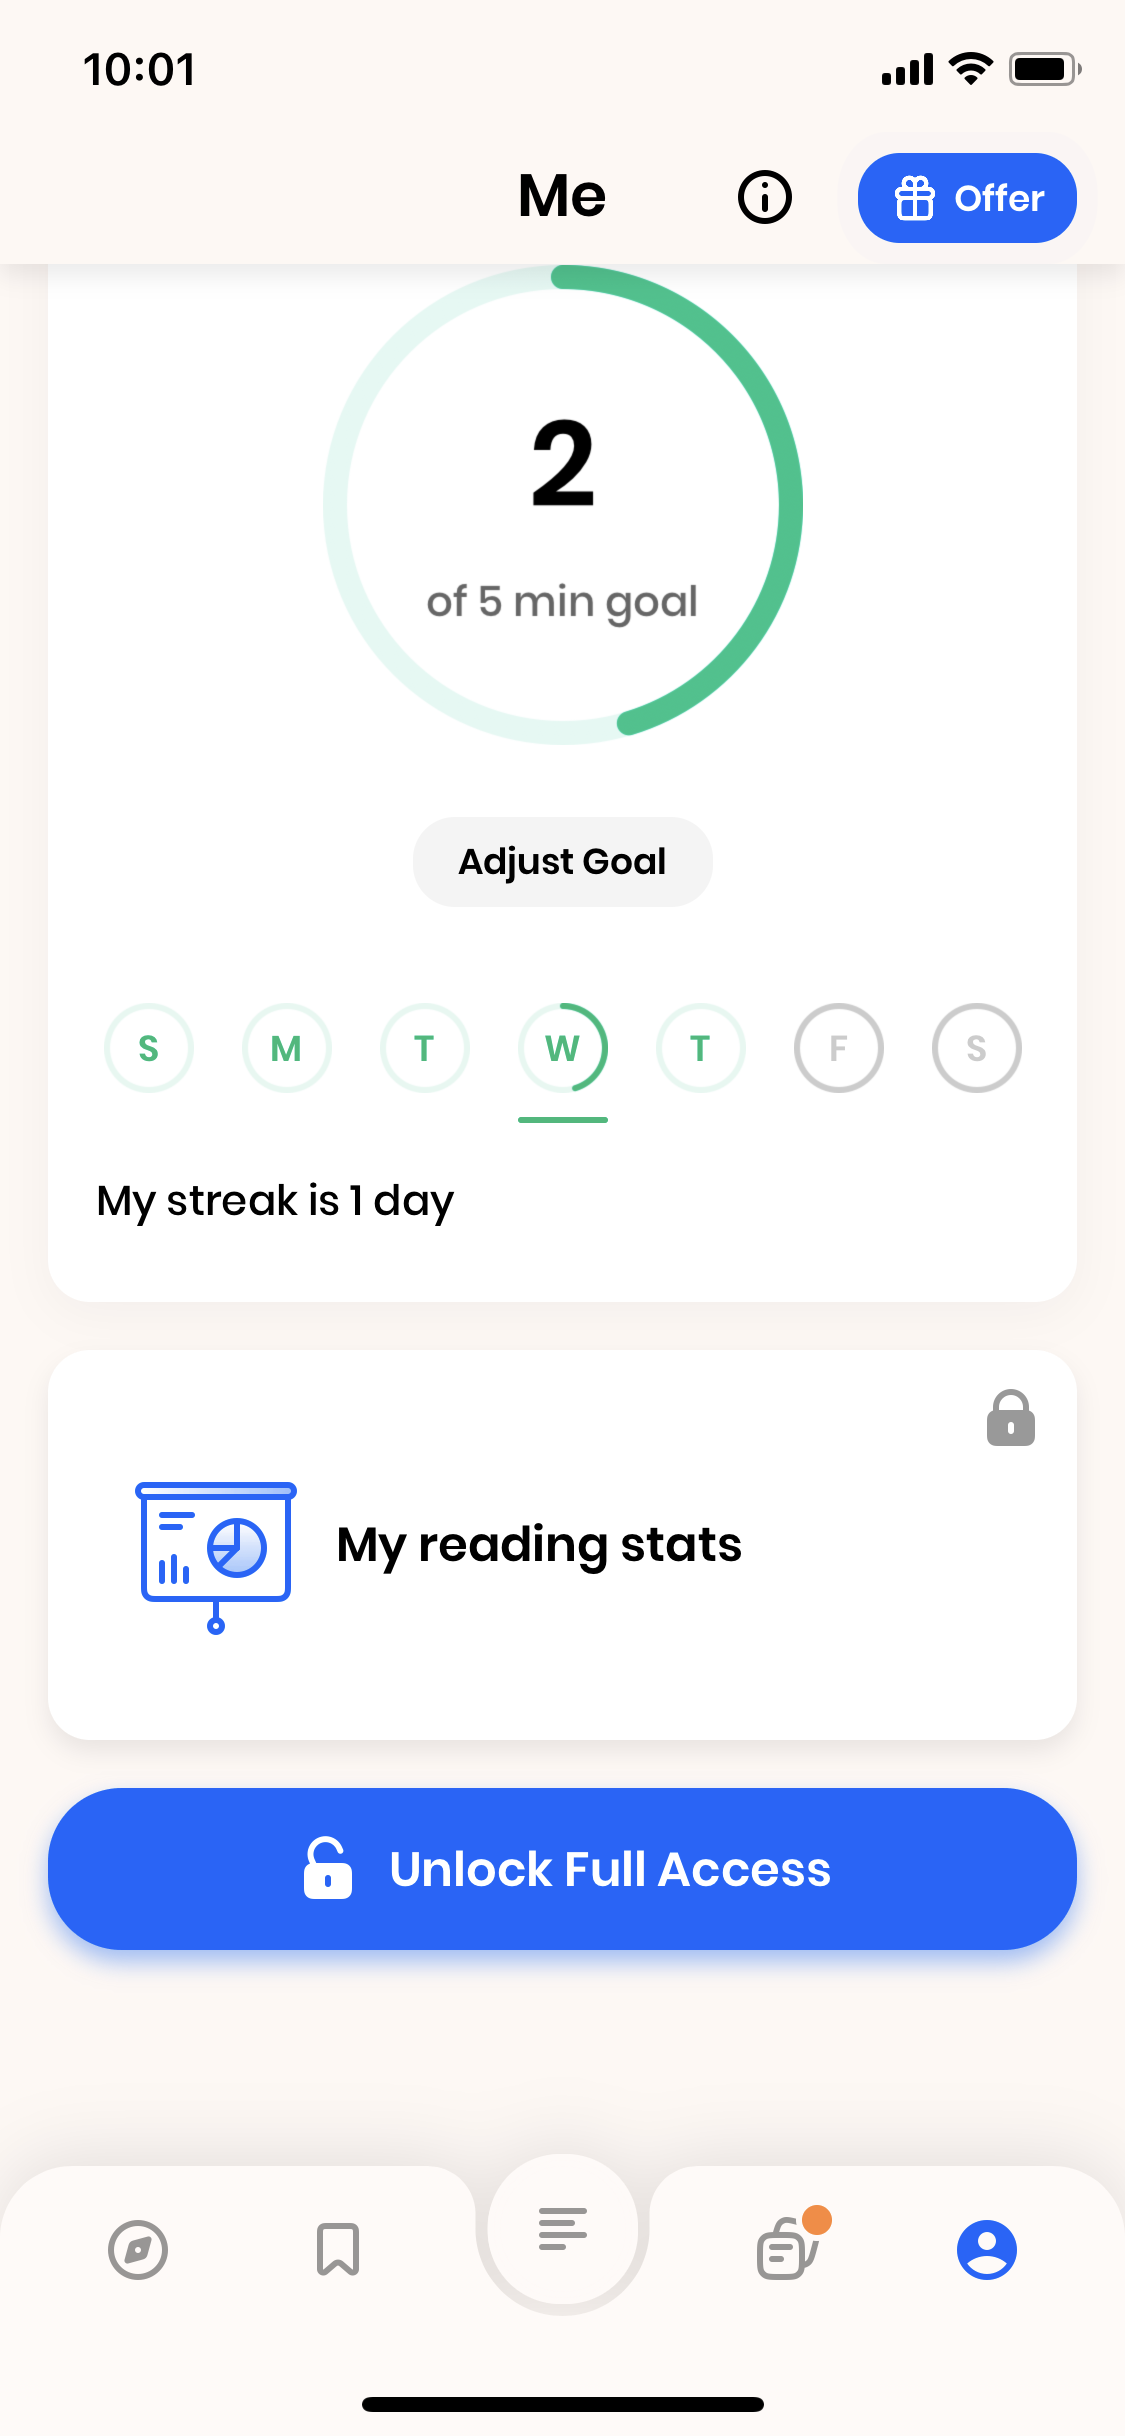 10:01
Me
Offer
2
of 5 min goal
Adjust Goal
S M T W T F S
My streak is 1 day
My reading stats
Unlock Full Access